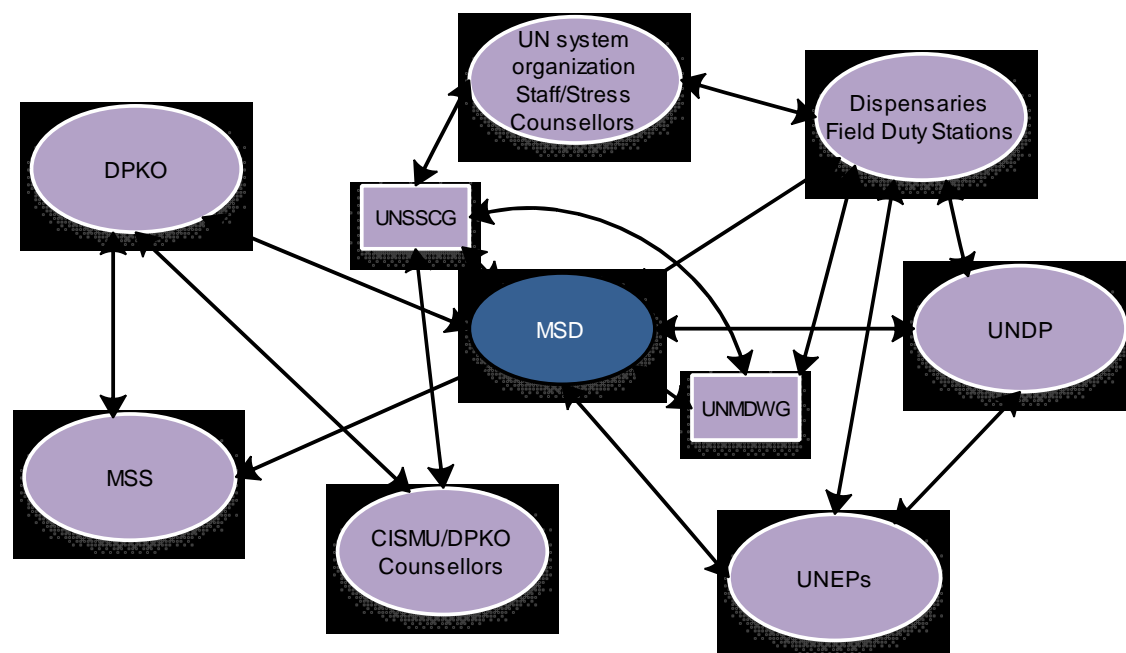 UN system
organization
Staff/Stress
Counsellors
Dispensaries
Field Duty Stations
DPKO
UNSSCG
MSD
UNDP
UNMDWG
MSS
CISMU/DPKO
Counsellors
UNEPs